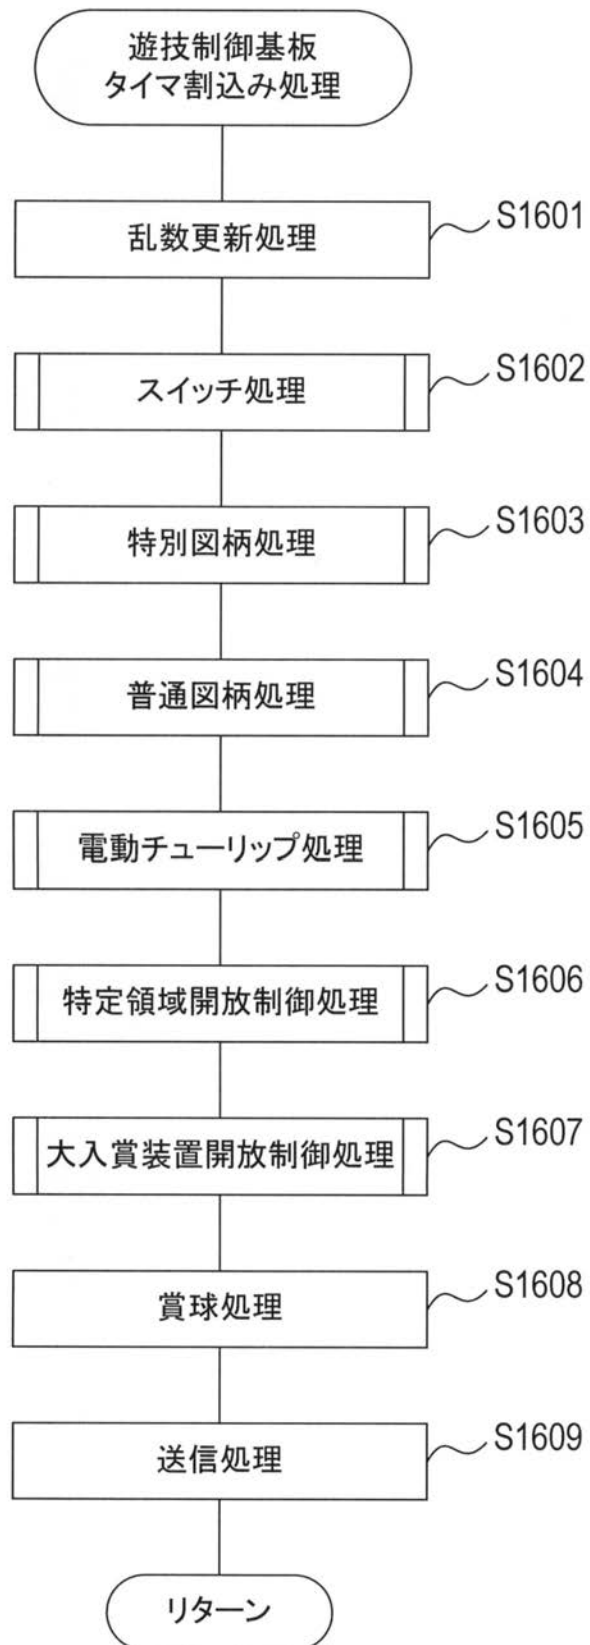 遊技制御基板
タイマ割込み処理
乱数更新処理
S1601
スイッチ処理
S1602
特別図柄処理
S1603
普通図柄処理
S1604
電動チューリップ処理
S1605
特定領域開放制御処理
S1606
大入賞装置開放制御処理
S1607
賞球処理
S1608
送信処理
S1609
リターン